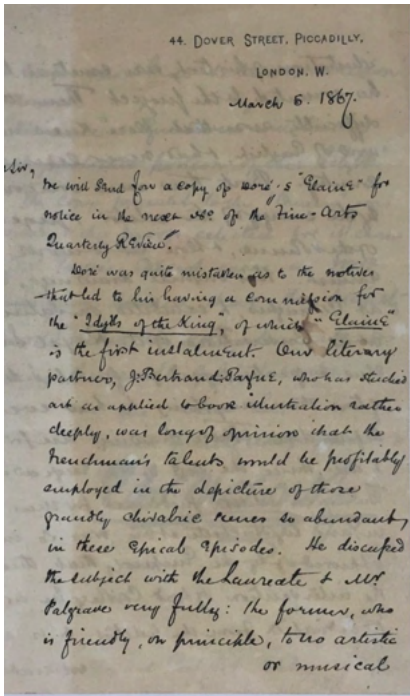 44. DOVER STREET, PICCADILLY,
LONDON. W.
March 6. 1867.
Sir,
We will send you a copy of Doré's "Elaine" for
notice in the next No of the "Fine-Arts
Quarterly Review".
Doré was quite mistaken as to the motives
that led to his having a commission for
the "Idylls of the King", of which "Elaine"
is the first instalment. Our literary
partner, J. Bertrand Payne, who has studied
art as applied to book illustration rather
deeply, was long of opinion that the
Frenchman's talents would be profitably
employed in the depicture of those
grandly chivalric scenes so abundant,
in these Epical Episodes. He discussed
the subject with the Laureate & Mr
Palgrave very fully: the former, who
is friendly, on principle, to no artistic
or musical